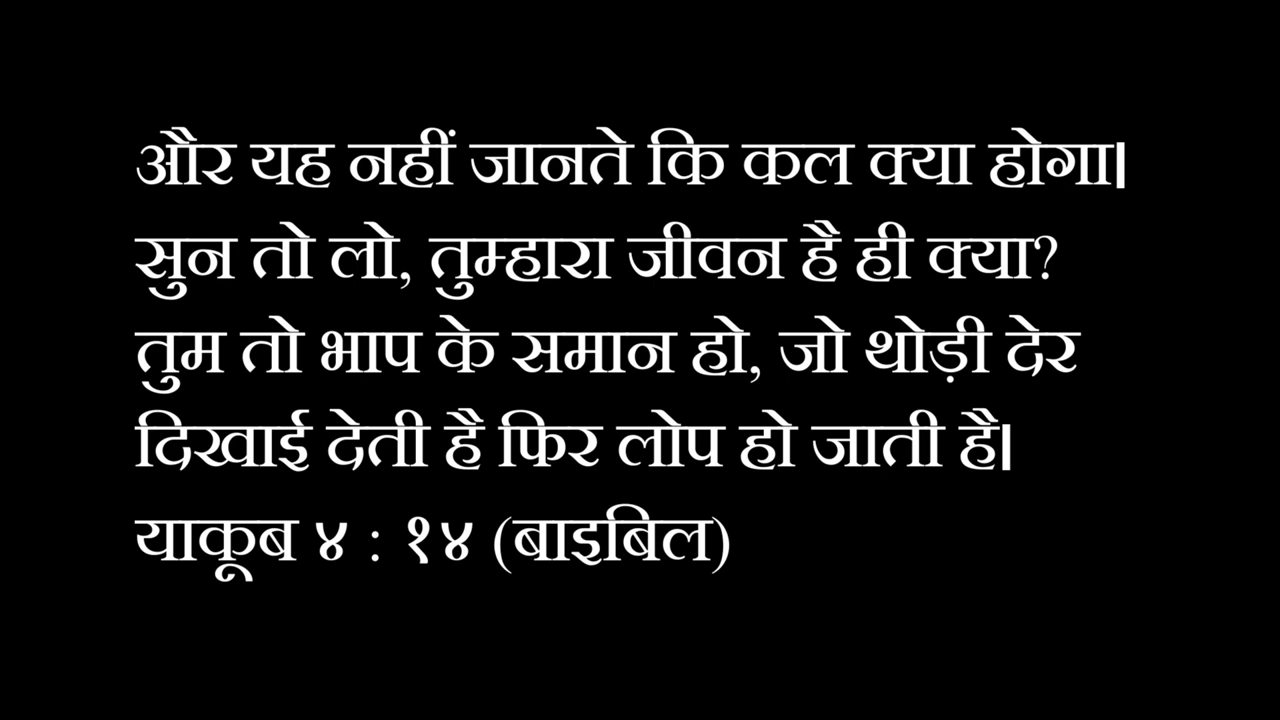 और यह नहीं जानते कि कल क्या होगा।
सुन तो लो, तुम्हारा जीवन है ही क्या?
तुम तो भाप के समान हो, जो थोड़ी देर
दिखाई देती है फिर लोप हो जाती है।
याकूब ४ : १४ (बाइबिल)